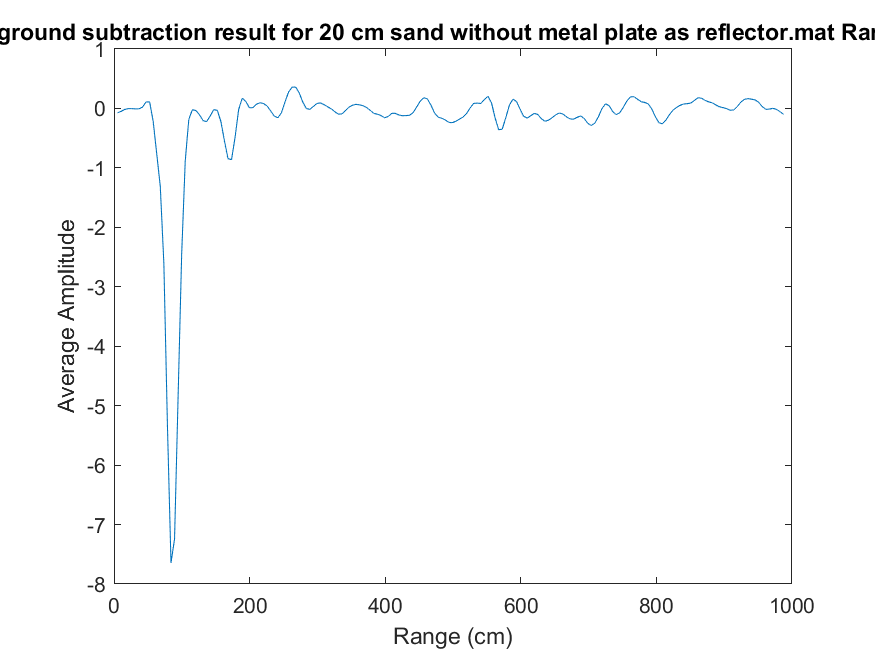 ground subtraction result for 20 cm sand without metal plate as reflector.mat Ran
1
0
-1
-2
-3
-4
-5
-6
-7
-8
Average Amplitude
0 200 400 600 800 1000
Range (cm)